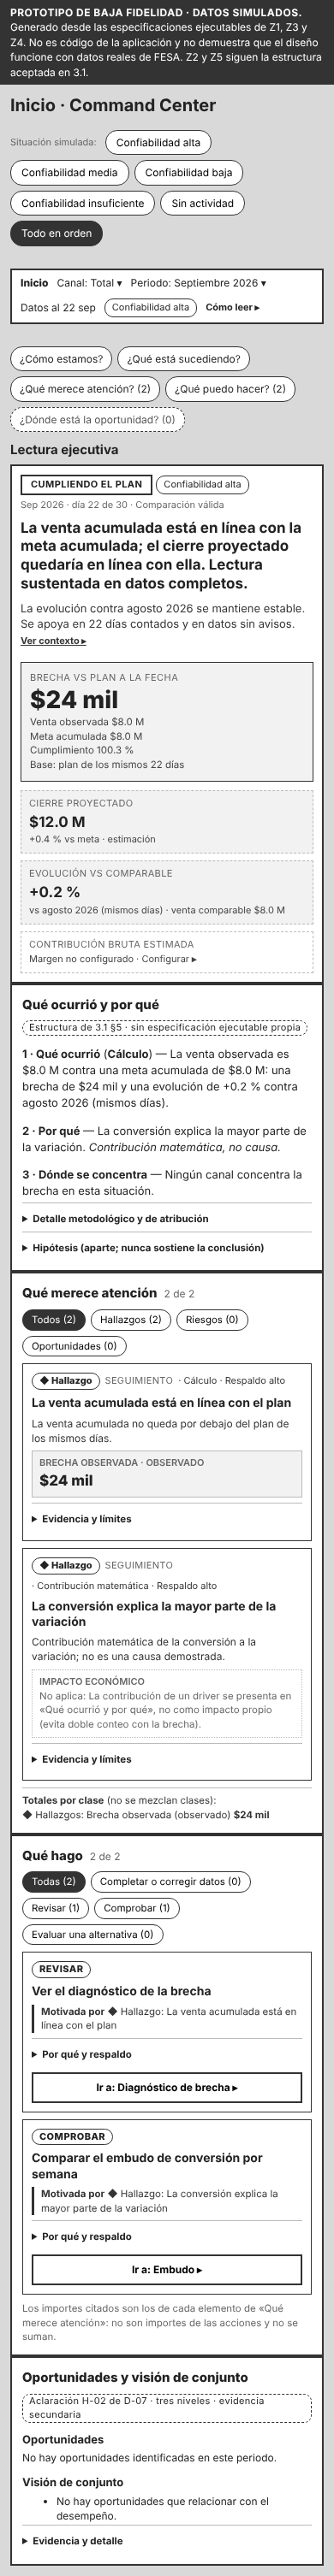 PROTOTIPO DE BAJA FIDELIDAD · DATOS SIMULADOS.
Generado desde las especificaciones ejecutables de Z1, Z3 y
Z4. No es código de la aplicación y no demuestra que el diseño
funcione con datos reales de FESA. Z2 y Z5 siguen la estructura
aceptada en 3.1.
Inicio · Command Center
Situación simulada: Confiabilidad alta
Confiabilidad media Confiabilidad baja
Confiabilidad insuficiente Sin actividad
Todo en orden
Inicio Canal: Total ▾ Periodo: Septiembre 2026 ▾
Datos al 22 sep Confiabilidad alta Cómo leer ▸
¿Cómo estamos? ¿Qué está sucediendo?
¿Qué merece atención? (2) ¿Qué puedo hacer? (2)
¿Dónde está la oportunidad? (0)
Lectura ejecutiva
CUMPLIENDO EL PLAN Confiabilidad alta
Sep 2026 · día 22 de 30 · Comparación válida
La venta acumulada está en línea con la
meta acumulada; el cierre proyectado
quedaría en línea con ella. Lectura
sustentada en datos completos.
La evolución contra agosto 2026 se mantiene estable.
Se apoya en 22 días contados y en datos sin avisos.
Ver contexto ▸
BRECHA VS PLAN A LA FECHA
$24 mil
Venta observada $8.0 M
Meta acumulada $8.0 M
Cumplimiento 100.3 %
Base: plan de los mismos 22 días
CIERRE PROYECTADO
$12.0 M
+0.4 % vs meta · estimación
EVOLUCIÓN VS COMPARABLE
+0.2 %
vs agosto 2026 (mismos días) · venta comparable $8.0 M
CONTRIBUCIÓN BRUTA ESTIMADA
Margen no configurado · Configurar ▸
Qué ocurrió y por qué
Estructura de 3.1 §5 · sin especificación ejecutable propia
1 · Qué ocurrió (Cálculo) — La venta observada es
$8.0 M contra una meta acumulada de $8.0 M: una
brecha de $24 mil y una evolución de +0.2 % contra
agosto 2026 (mismos días).
2 · Por qué — La conversión explica la mayor parte de
la variación. Contribución matemática, no causa.
3 · Dónde se concentra — Ningún canal concentra la
brecha en esta situación.
▸ Detalle metodológico y de atribución
▸ Hipótesis (aparte; nunca sostiene la conclusión)
Qué merece atención 2 de 2
Todos (2) Hallazgos (2) Riesgos (0)
Oportunidades (0)
◆ Hallazgo SEGUIMIENTO · Cálculo · Respaldo alto
La venta acumulada está en línea con el plan
La venta acumulada no queda por debajo del plan de
los mismos días.
BRECHA OBSERVADA · OBSERVADO
$24 mil
▸ Evidencia y límites
◆ Hallazgo SEGUIMIENTO
· Contribución matemática · Respaldo alto
La conversión explica la mayor parte de la
variación
Contribución matemática de la conversión a la
variación; no es una causa demostrada.
IMPACTO ECONÓMICO
No aplica: La contribución de un driver se presenta en
«Qué ocurrió y por qué», no como impacto propio
(evita doble conteo con la brecha).
▸ Evidencia y límites
Totales por clase (no se mezclan clases):
◆ Hallazgos: Brecha observada (observado) $24 mil
Qué hago 2 de 2
Todas (2) Completar o corregir datos (0)
Revisar (1) Comprobar (1)
Evaluar una alternativa (0)
REVISAR
Ver el diagnóstico de la brecha
Motivada por ◆ Hallazgo: La venta acumulada está en
línea con el plan
▸ Por qué y respaldo
Ir a: Diagnóstico de brecha ▸
COMPROBAR
Comparar el embudo de conversión por
semana
Motivada por ◆ Hallazgo: La conversión explica la
mayor parte de la variación
▸ Por qué y respaldo
Ir a: Embudo ▸
Los importes citados son los de cada elemento de «Qué
merece atención»: no son importes de las acciones y no se
suman.
Oportunidades y visión de conjunto
Aclaración H-02 de D-07 · tres niveles · evidencia
secundaria
Oportunidades
No hay oportunidades identificadas en este periodo.
Visión de conjunto
• No hay oportunidades que relacionar con el
desempeño.
▸ Evidencia y detalle